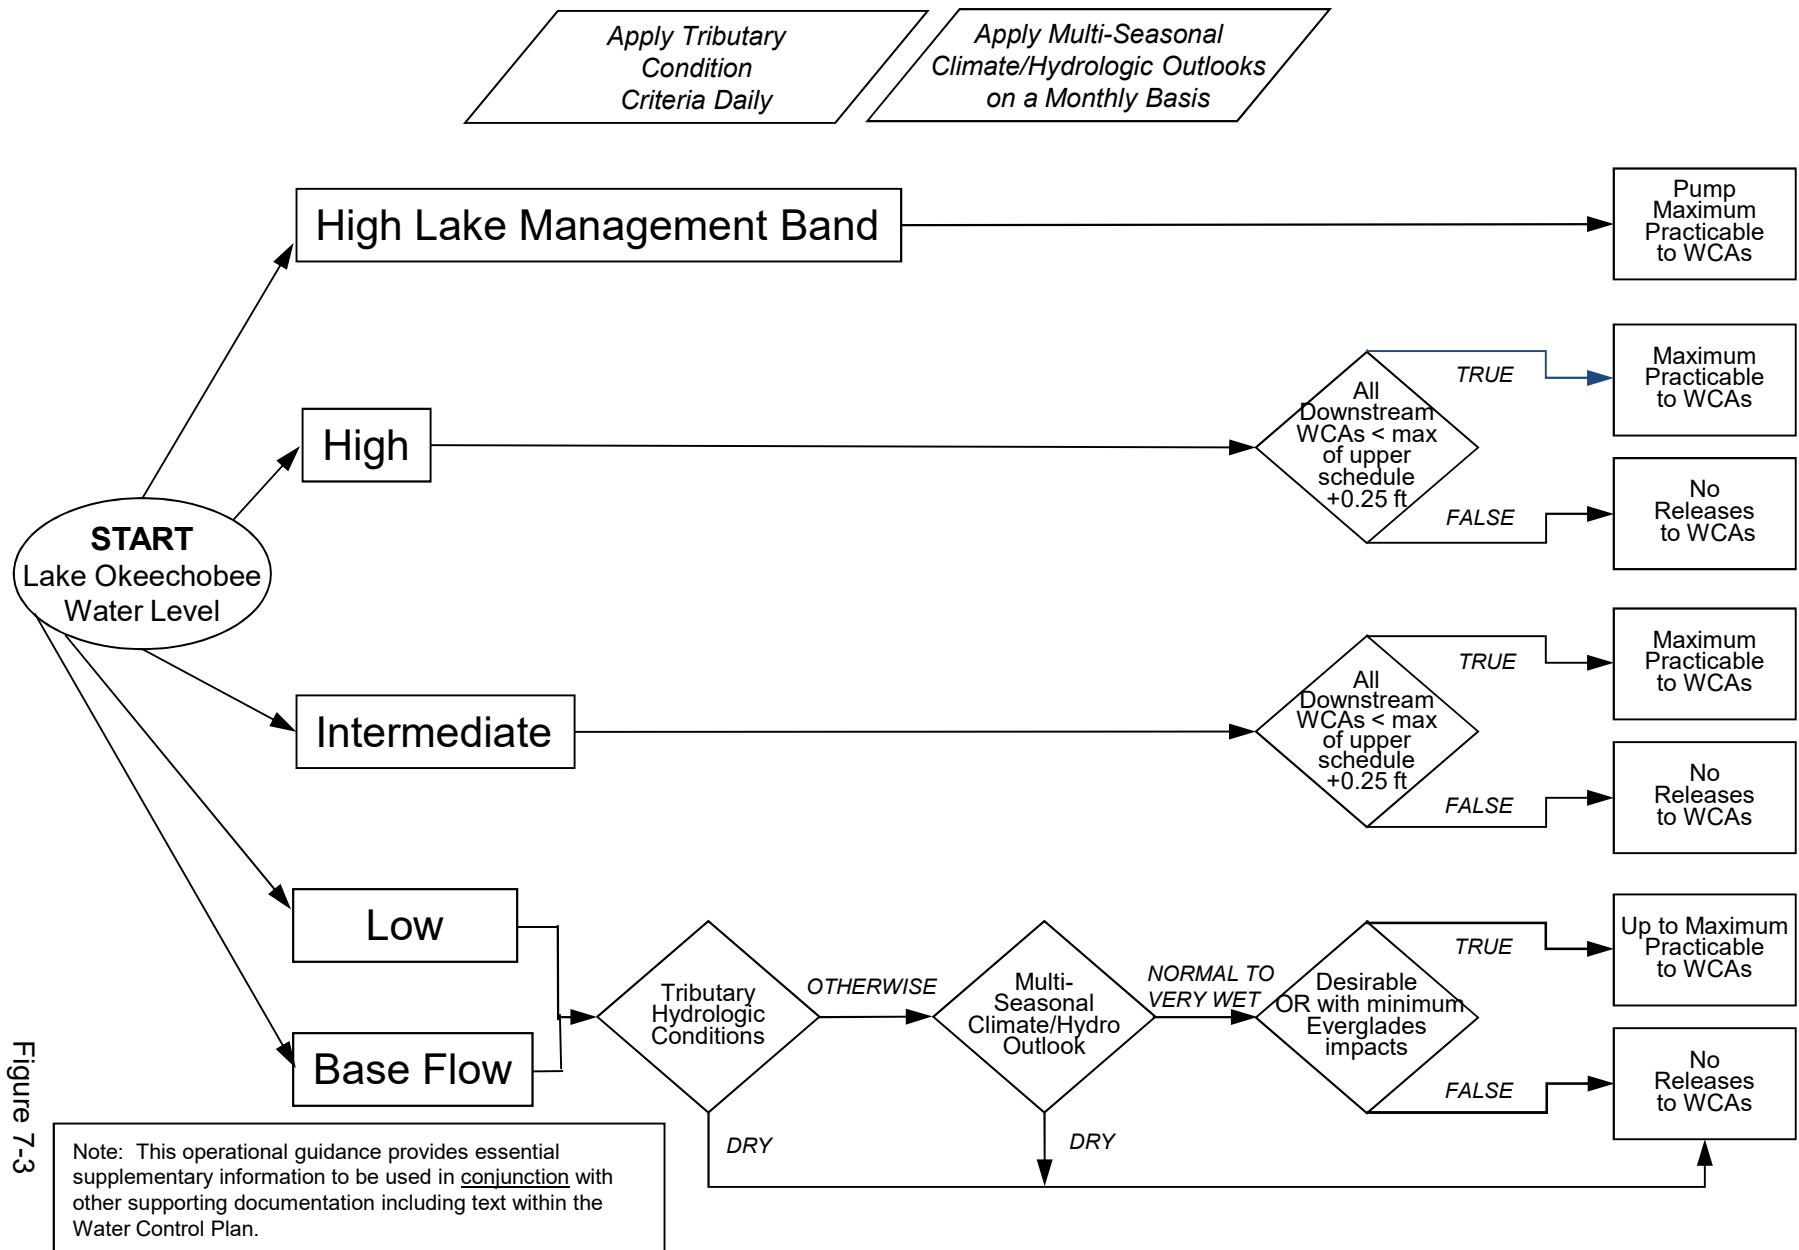 Apply Tributary
Condition
Criteria Daily
Apply Multi-Seasonal
Climate/Hydrologic Outlooks
on a Monthly Basis
High Lake Management Band
Pump
Maximum
Practicable
to WCAs
High
All
Downstream
WCAs < max
of upper
schedule
+0.25 ft
TRUE
Maximum
Practicable
to WCAs
FALSE
No
Releases
to WCAs
START
Lake Okeechobee
Water Level
Intermediate
All
Downstream
WCAs < max
of upper
schedule
+0.25 ft
TRUE
Maximum
Practicable
to WCAs
FALSE
No
Releases
to WCAs
Low
Base Flow
Tributary
Hydrologic
Conditions
OTHERWISE
DRY
Multi-
Seasonal
Climate/Hydro
Outlook
NORMAL TO
VERY WET
DRY
Desirable
OR with minimum
Everglades
impacts
TRUE
Up to Maximum
Practicable
to WCAs
FALSE
No
Releases
to WCAs
Figure 7-3
Note: This operational guidance provides essential
supplementary information to be used in conjunction with
other supporting documentation including text within the
Water Control Plan.